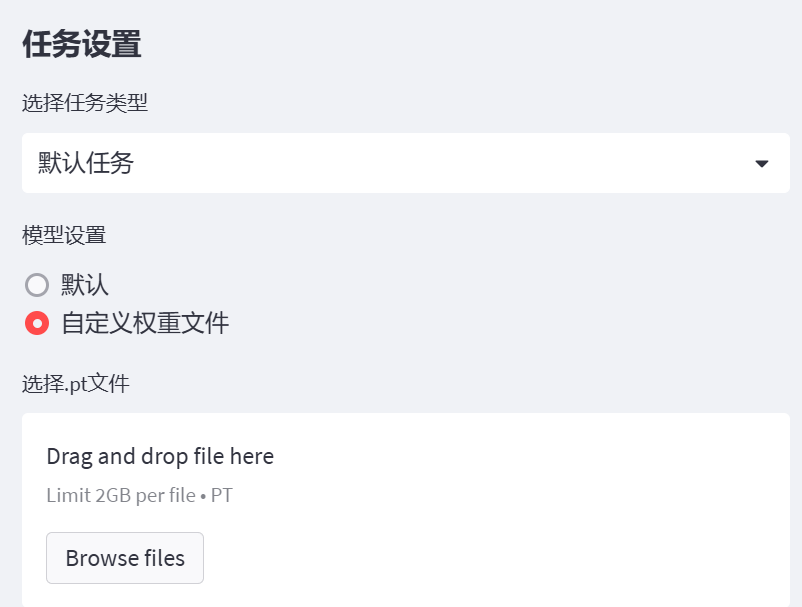 任务设置
选择任务类型
默认任务
模型设置
默认
自定义权重文件
选择.pt文件
Drag and drop file here
Limit 2GB per file • PT
Browse files